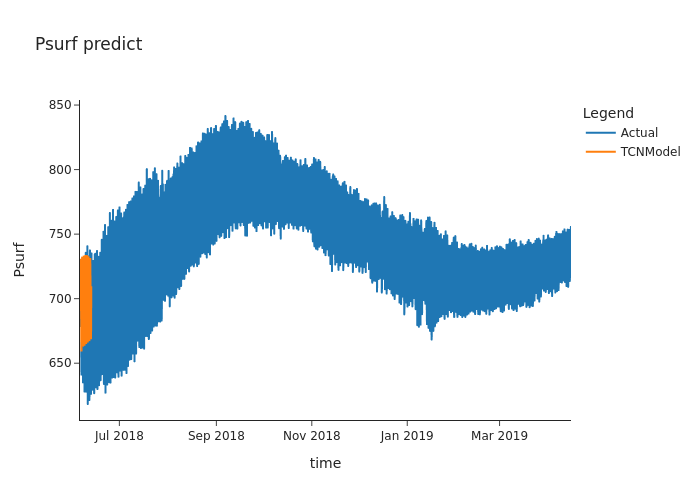 Psurf predict
Legend
Actual
TCNModel
850
800
750
700
650
Psurf
Jul 2018
Sep 2018
Nov 2018
Jan 2019
Mar 2019
time